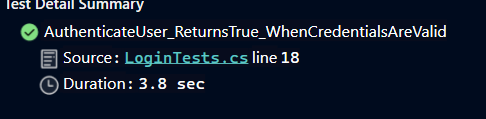 Test Detail Summary
AuthenticateUser_ReturnsTrue_WhenCredentialsAreValid
Source: LoginTests.cs line 18
Duration: 3.8 sec